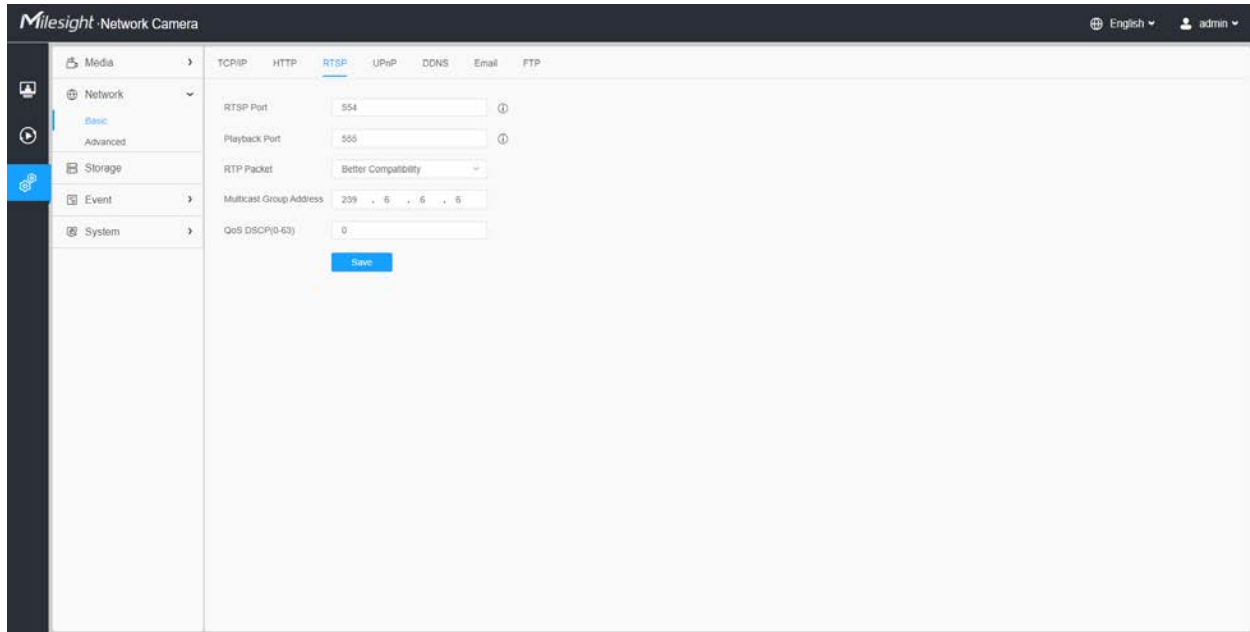 Milesight Network Camera
English
admin
Media
Network
Basic
Advanced
Storage
Event
System
TCP/IP HTTP RTSP UPnP DDNS Email FTP
RTSP Port 554
Playback Port 555
RTP Packet Better Compatibility
Multicast Group Address 239 . 6 . 6 . 6
QoS DSCP(0-63) 0
Save